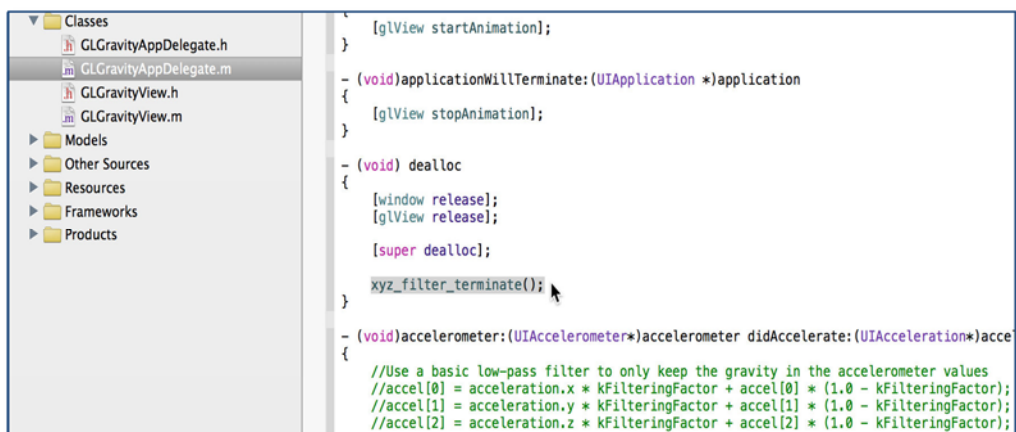 Classes
GLGravityAppDelegate.h
GLGravityAppDelegate.m
GLGravityView.h
GLGravityView.m
Models
Other Sources
Resources
Frameworks
Products
{
[glView startAnimation];
}
- (void)applicationWillTerminate:(UIApplication *)application
{
[glView stopAnimation];
}
- (void) dealloc
{
[window release];
[glView release];
[super dealloc];
xyz_filter_terminate();
}
- (void)accelerometer:(UIAccelerometer*)accelerometer didAccelerate:(UIAcceleration*)accel
{
//Use a basic low-pass filter to only keep the gravity in the accelerometer values
//accel[0] = acceleration.x * kFilteringFactor + accel[0] * (1.0 - kFilteringFactor);
//accel[1] = acceleration.y * kFilteringFactor + accel[1] * (1.0 - kFilteringFactor);
//accel[2] = acceleration.z * kFilteringFactor + accel[2] * (1.0 - kFilteringFactor);